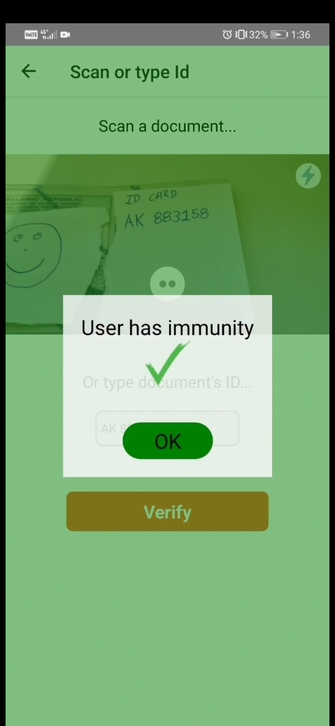 32% 1:36
Scan or type Id
Scan a document...
ID CARD
AK 883158
User has immunity
Or type document's ID...
AK 8
OK
Verify